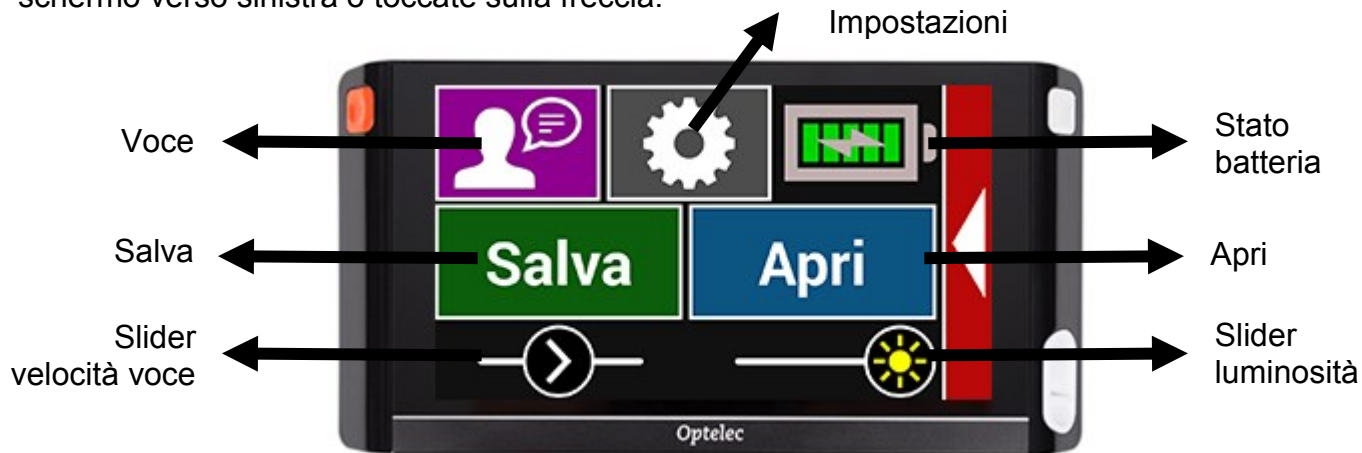 schermo verso sinistra o toccate sulla freccia.
Impostazioni
Voce
Stato
batteria
Salva
Salva
Apri
Apri
Slider
velocità voce
Slider
luminosità
Optelec